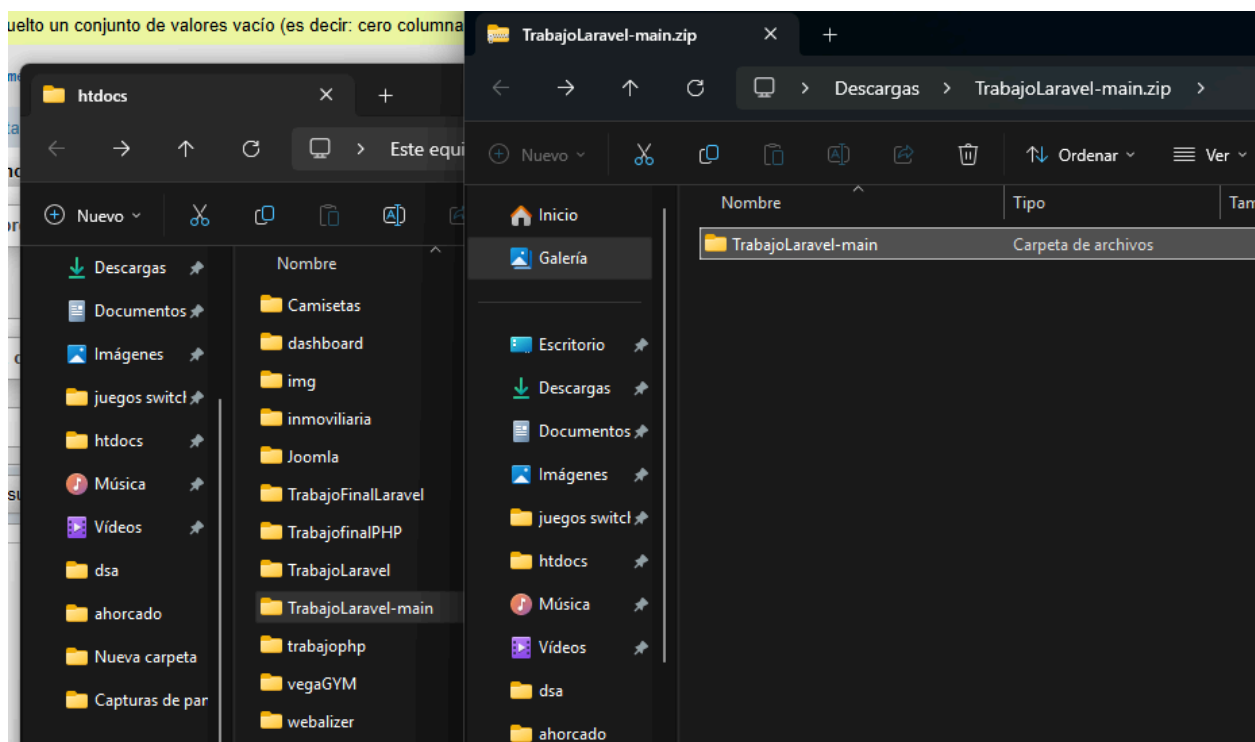 uelto un conjunto de valores vacío (es decir: cero columna
htdocs
Este equi
Nuevo
Descargas
Documentos
Imágenes
juegos switcl
htdocs
Música
Vídeos
dsa
ahorcado
Nueva carpeta
Capturas de par
Nombre
Camisetas
dashboard
img
inmoviliaria
Joomla
TrabajoFinalLaravel
TrabajofinalPHP
TrabajoLaravel
TrabajoLaravel-main
trabajophp
vegaGYM
webalizer
TrabajoLaravel-main.zip
Descargas > TrabajoLaravel-main.zip >
Nuevo Ordenar Ver
Inicio
Galería
Escritorio
Descargas
Documentos
Imágenes
juegos switcl
htdocs
Música
Vídeos
dsa
ahorcado
Nombre Tipo Tam
TrabajoLaravel-main Carpeta de archivos